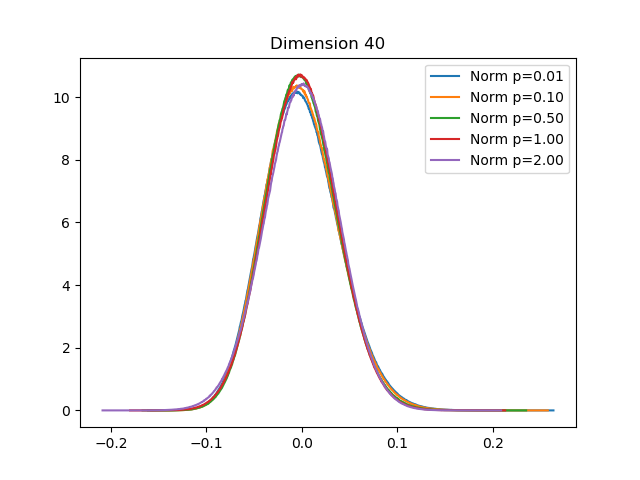 Dimension 40
Norm p=0.01
Norm p=0.10
Norm p=0.50
Norm p=1.00
Norm p=2.00
10
8
6
4
2
0
−0.2 −0.1 0.0 0.1 0.2